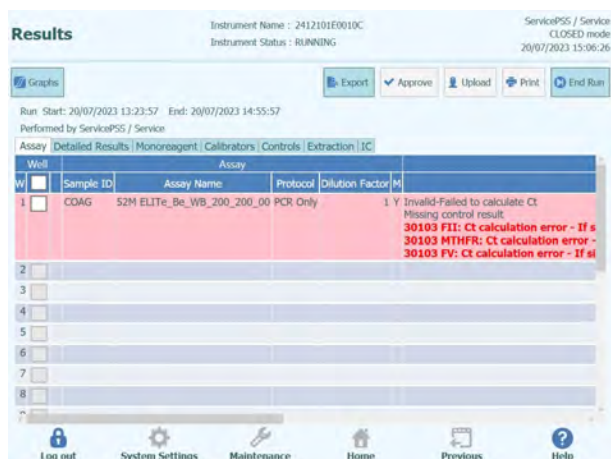 Results
Instrument Name : 2412101E0010C
Instrument Status : RUNNING
ServicePSS / Service
CLOSED mode
20/07/2023 15:06:26
Graphs
Export
Approve
Upload
Print
End Run
Run Start: 20/07/2023 13:23:57 End: 20/07/2023 14:55:57
Performed by ServicePSS / Service
Assay Detailed Results Monoreagent Calibrators Controls Extraction IC
Well Assay
W Sample ID Assay Name Protocol Dilution Factor M
1 COAG 52M ELITe_Be_WB_200_200_00 PCR Only 1 Y Invalid-Failed to calculate Ct
Missing control result
30103 FII: Ct calculation error - If s
30103 MTHFR: Ct calculation error -
30103 FV: Ct calculation error - If si
2
3
4
5
6
7
8
Log out
System Settings
Maintenance
Home
Previous
Help